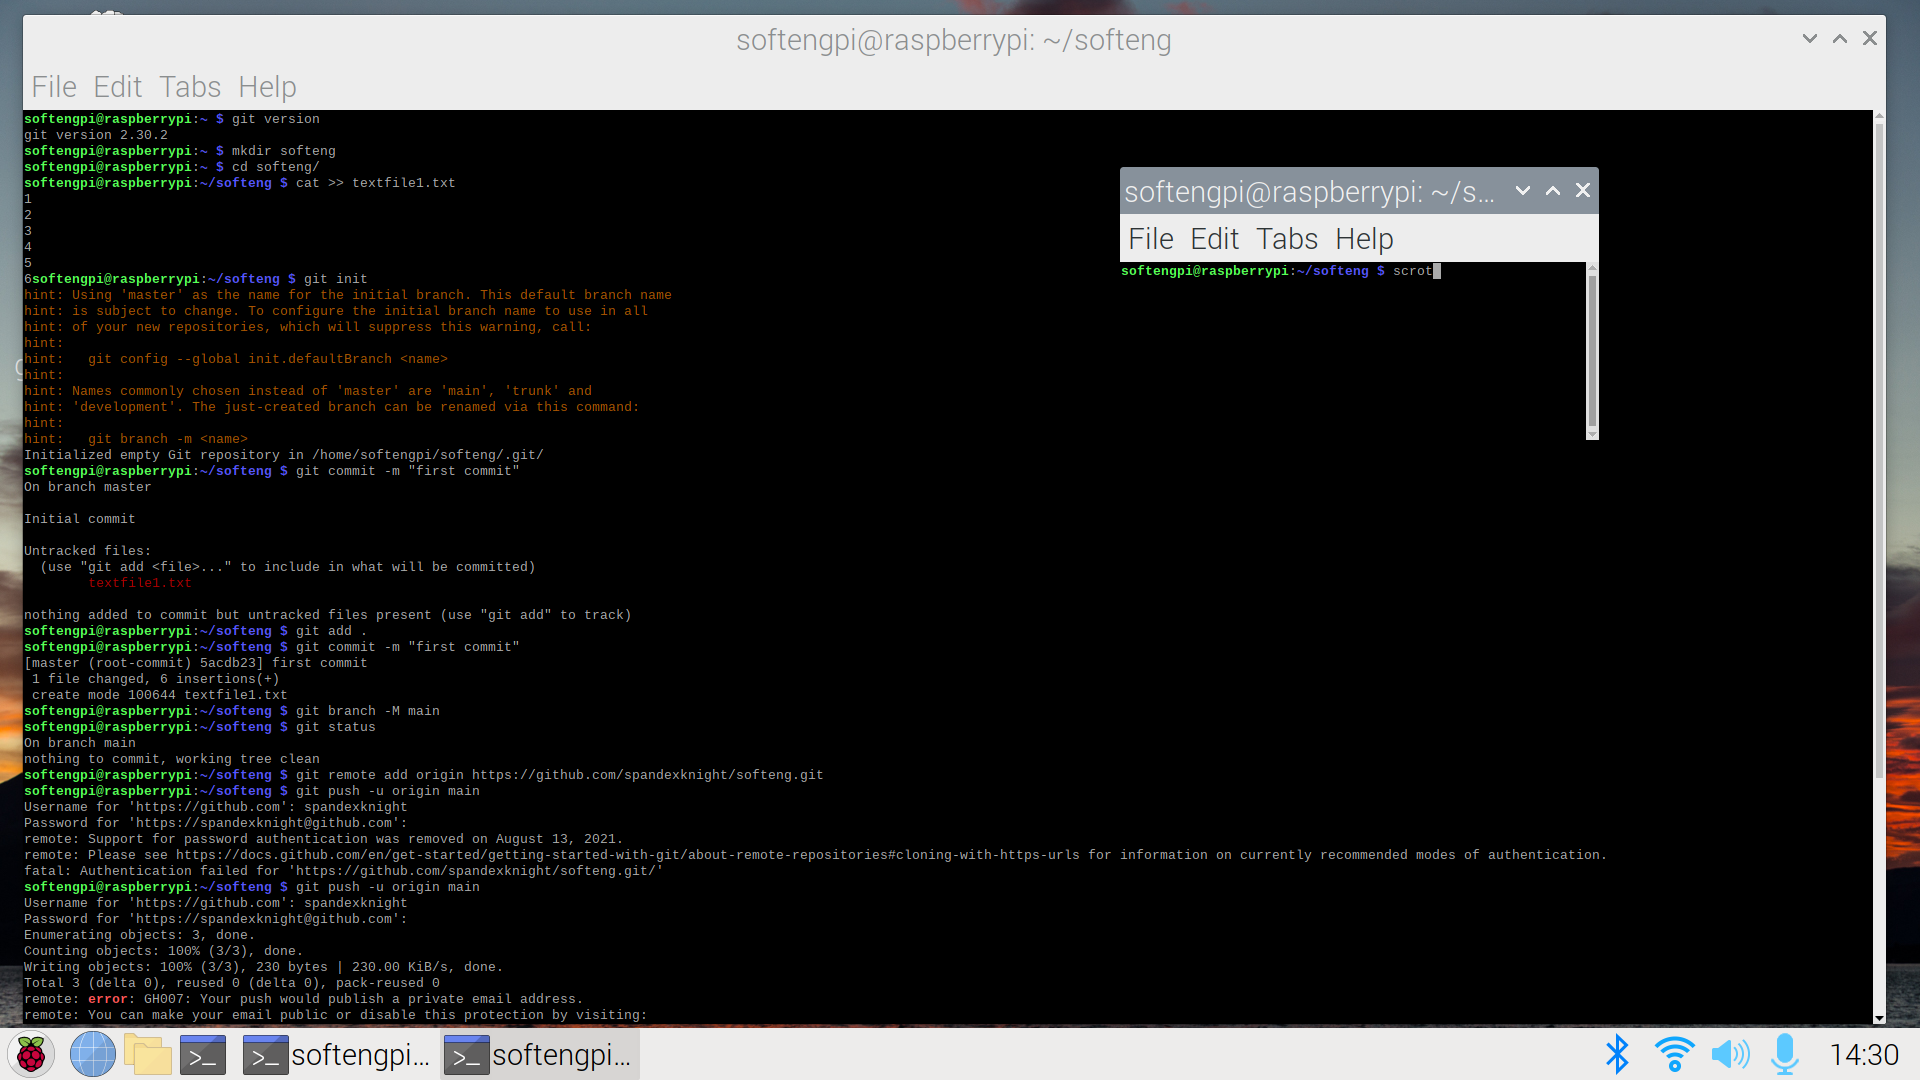 softengpi@raspberrypi: ~/softeng
File Edit Tabs Help
softengpi@raspberrypi:~ $ git version
git version 2.30.2
softengpi@raspberrypi:~ $ mkdir softeng
softengpi@raspberrypi:~ $ cd softeng/
softengpi@raspberrypi:~/softeng $ cat >> textfile1.txt
1
2
3
4
5
6softengpi@raspberrypi:~/softeng $ git init
hint: Using 'master' as the name for the initial branch. This default branch name
hint: is subject to change. To configure the initial branch name to use in all
hint: of your new repositories, which will suppress this warning, call:
hint:
hint:   git config --global init.defaultBranch <name>
hint:
hint: Names commonly chosen instead of 'master' are 'main', 'trunk' and
hint: 'development'. The just-created branch can be renamed via this command:
hint:
hint:   git branch -m <name>
Initialized empty Git repository in /home/softengpi/softeng/.git/
softengpi@raspberrypi:~/softeng $ git commit -m "first commit"
On branch master
Initial commit
Untracked files:
  (use "git add <file>..." to include in what will be committed)
        textfile1.txt
nothing added to commit but untracked files present (use "git add" to track)
softengpi@raspberrypi:~/softeng $ git add .
softengpi@raspberrypi:~/softeng $ git commit -m "first commit"
[master (root-commit) 5acdb23] first commit
 1 file changed, 6 insertions(+)
 create mode 100644 textfile1.txt
softengpi@raspberrypi:~/softeng $ git branch -M main
softengpi@raspberrypi:~/softeng $ git status
On branch main
nothing to commit, working tree clean
softengpi@raspberrypi:~/softeng $ git remote add origin https://github.com/spandexknight/softeng.git
softengpi@raspberrypi:~/softeng $ git push -u origin main
Username for 'https://github.com': spandexknight
Password for 'https://spandexknight@github.com':
remote: Support for password authentication was removed on August 13, 2021.
remote: Please see https://docs.github.com/en/get-started/getting-started-with-git/about-remote-repositories#cloning-with-https-urls for information on currently recommended modes of authentication.
fatal: Authentication failed for 'https://github.com/spandexknight/softeng.git/'
softengpi@raspberrypi:~/softeng $ git push -u origin main
Username for 'https://github.com': spandexknight
Password for 'https://spandexknight@github.com':
Enumerating objects: 3, done.
Counting objects: 100% (3/3), done.
Writing objects: 100% (3/3), 230 bytes | 230.00 KiB/s, done.
Total 3 (delta 0), reused 0 (delta 0), pack-reused 0
remote: error: GH007: Your push would publish a private email address.
remote: You can make your email public or disable this protection by visiting:
softengpi@raspberrypi: ~/s...
File Edit Tabs Help
softengpi@raspberrypi:~/softeng $ scrot
softengpi...
softengpi...
14:30